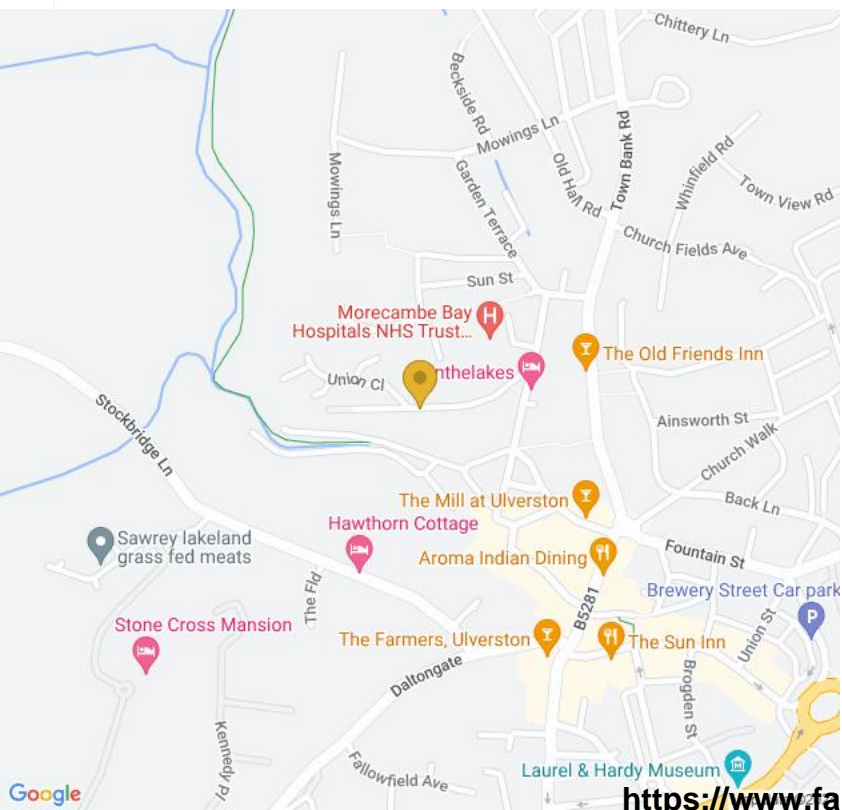 Chittery Ln
Beckside Rd
Mowings Ln
Town Bank Rd
Old Hall Rd
Whinfield Rd
Town View Rd
Mowings Ln
Garden Terrace
Church Fields Ave
Sun St
Morecambe Bay
Hospitals NHS Trust...
The Old Friends Inn
nthelakes
Union Cl
Stockbridge Ln
Ainsworth St
Church Walk
The Mill at Ulverston
Back Ln
Hawthorn Cottage
Sawrey lakeland
grass fed meats
Aroma Indian Dining
Fountain St
The Fld
B5281
Brewery Street Car park
Stone Cross Mansion
The Farmers, Ulverston
The Sun Inn
Union St
P
Daltongate
Brogden St
Kennedy Pl
Fallowfield Ave
Laurel & Hardy Museum
Google
https://www.fa